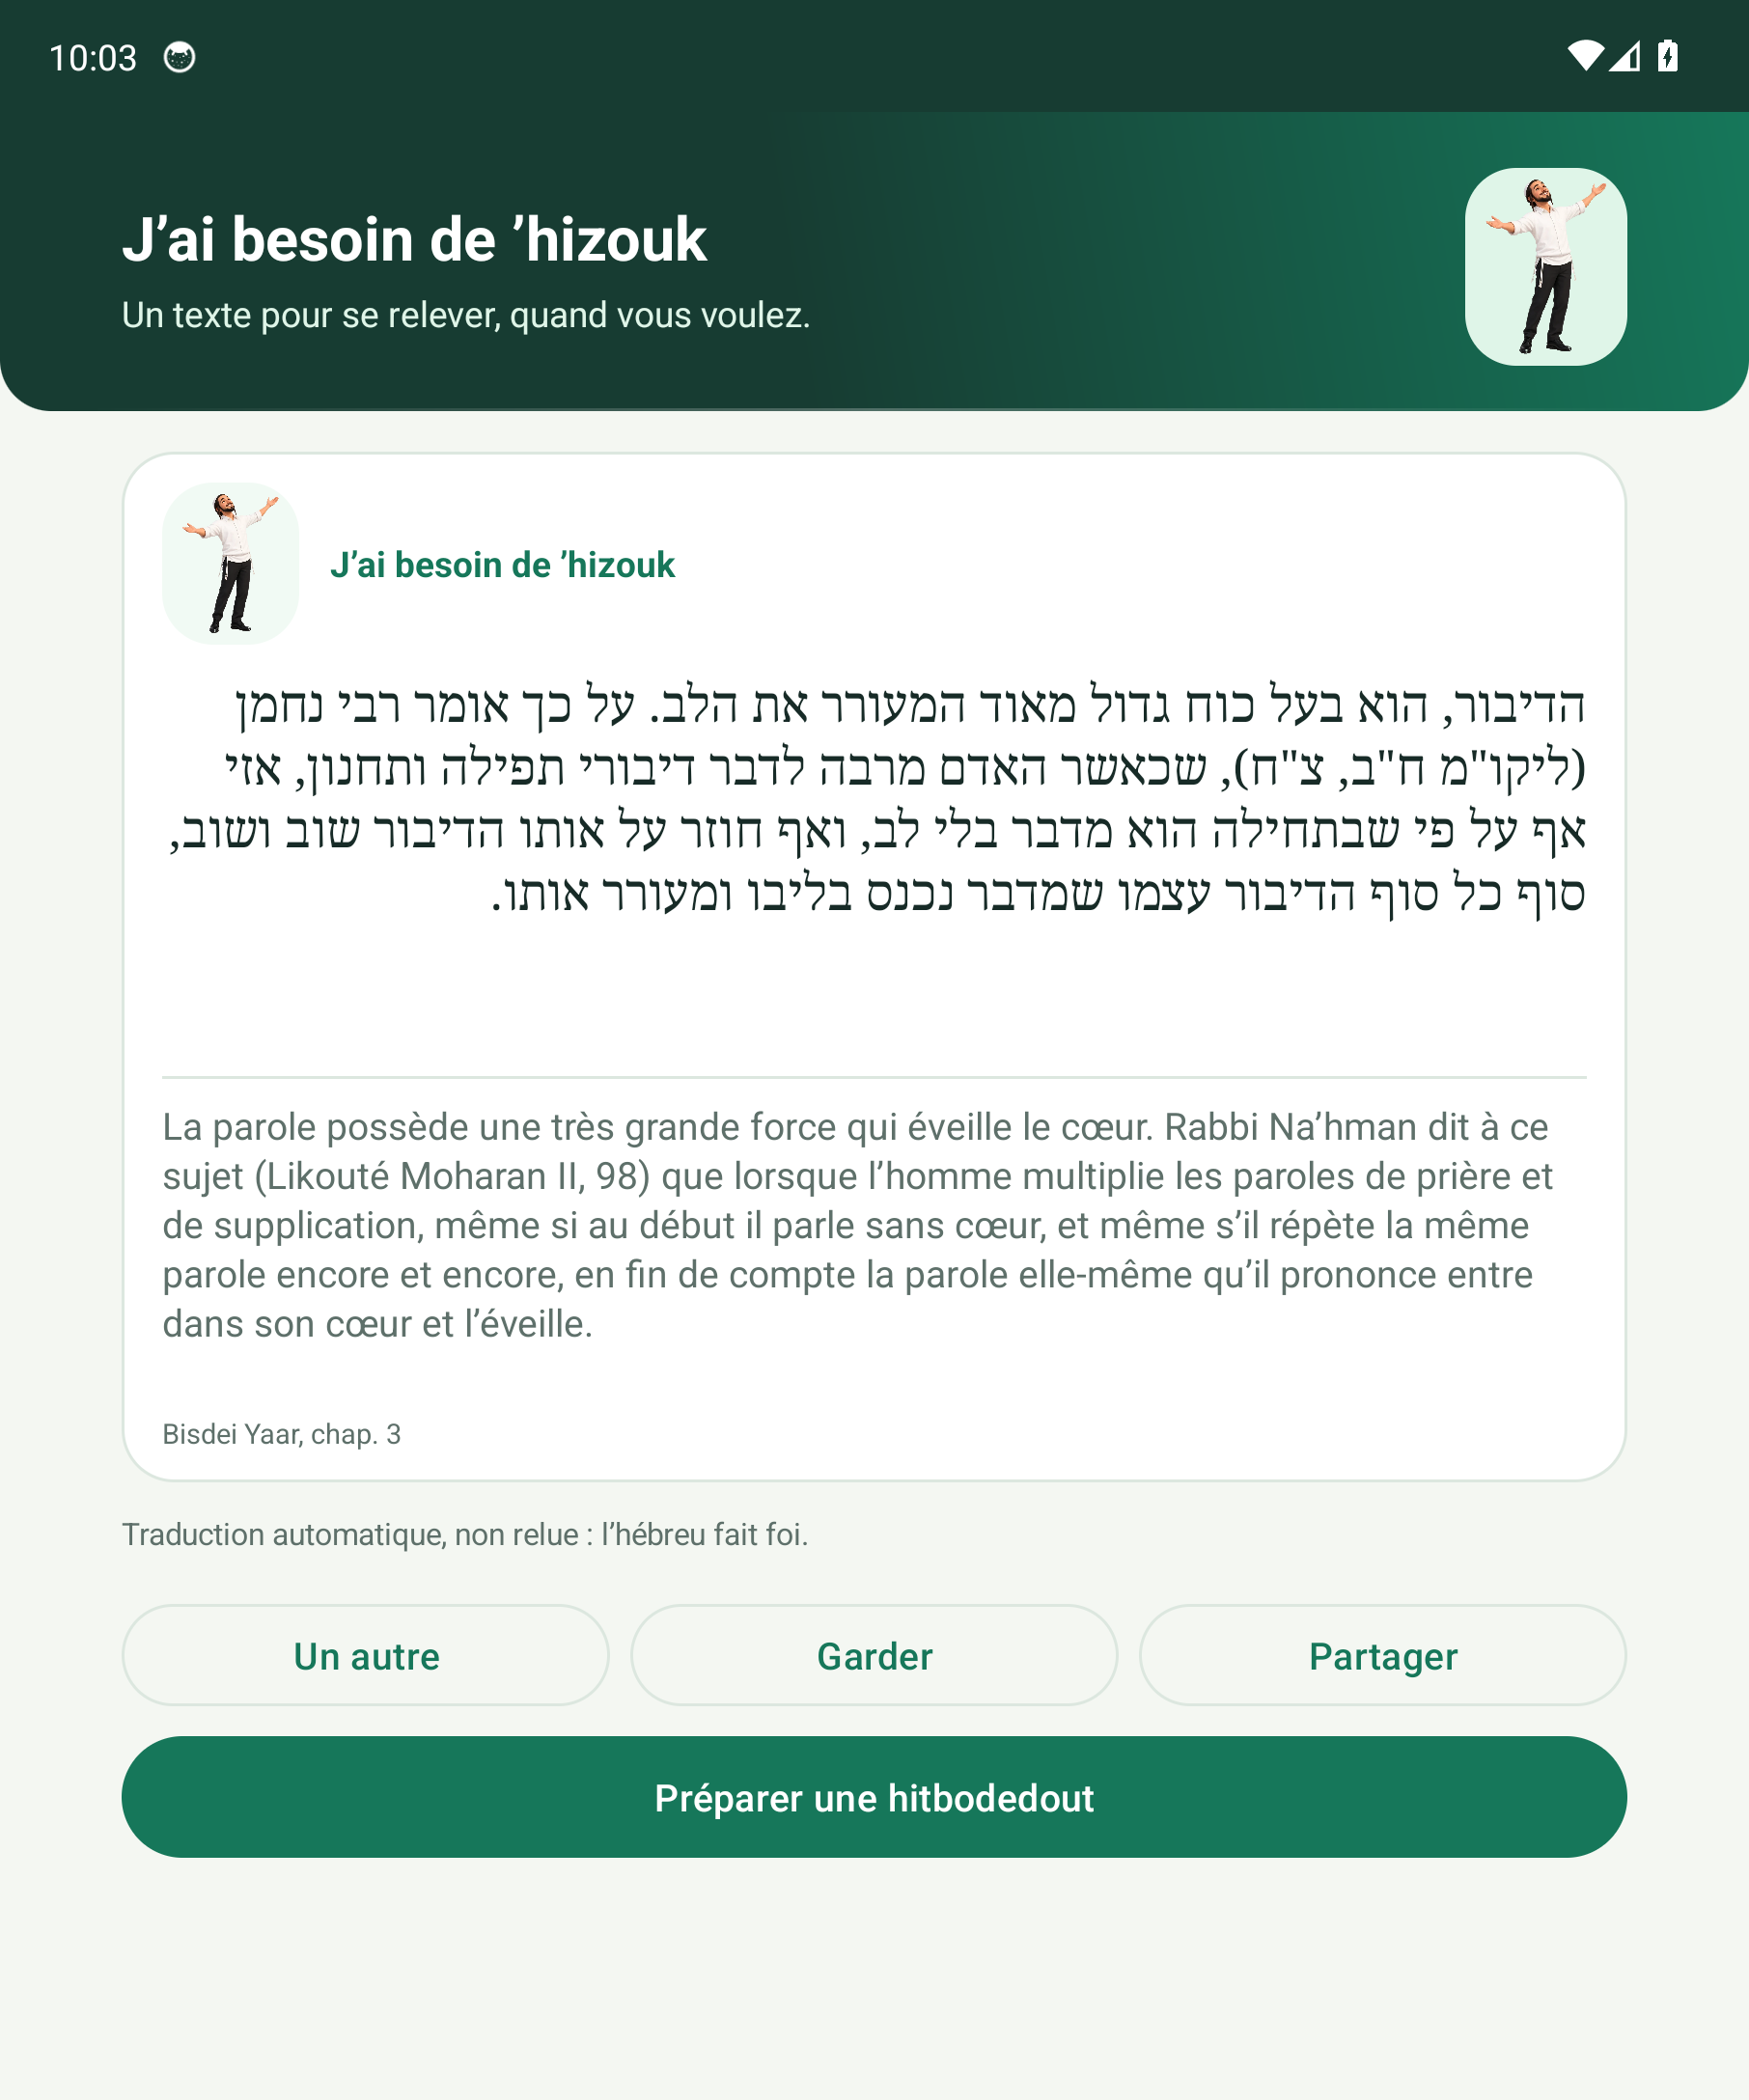 10:03
J’ai besoin de ’hizouk
Un texte pour se relever, quand vous voulez.
J’ai besoin de ’hizouk
הדיבור, הוא בעל כוח גדול מאוד המעורר את הלב. על כך אומר רבי נחמן
(ליקו"מ ח"ב, צ"ח), שכאשר האדם מרבה לדבר דיבורי תפילה ותחנון, אזי
אף על פי שבתחילה הוא מדבר בלי לב, ואף חוזר על אותו הדיבור שוב ושוב,
סוף כל סוף הדיבור עצמו שמדבר נכנס בליבו ומעורר אותו.
La parole possède une très grande force qui éveille le cœur. Rabbi Na’hman dit à ce
sujet (Likouté Moharan II, 98) que lorsque l’homme multiplie les paroles de prière et
de supplication, même si au début il parle sans cœur, et même s’il répète la même
parole encore et encore, en fin de compte la parole elle-même qu’il prononce entre
dans son cœur et l’éveille.
Bisdei Yaar, chap. 3
Traduction automatique, non relue : l’hébreu fait foi.
Un autre
Garder
Partager
Préparer une hitbodedout